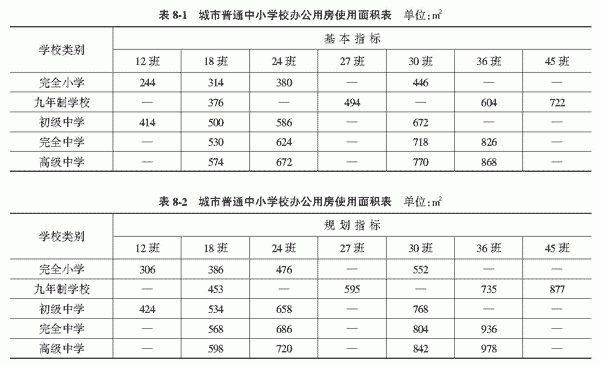 表 8-1 城市普通中小学校办公用房使用面积表 单位:m²
学校类别 基本指标
12 班 18 班 24 班 27 班 30 班 36 班 45 班
完全小学 244 314 380 — 446 — —
九年制学校 — 376 — 494 — 604 722
初级中学 414 500 586 — 672 — —
完全中学 — 530 624 — 718 826 —
高级中学 — 574 672 — 770 868 —
表 8-2 城市普通中小学校办公用房使用面积表 单位:m²
学校类别 规划指标
12 班 18 班 24 班 27 班 30 班 36 班 45 班
完全小学 306 386 476 — 552 — —
九年制学校 — 453 — 595 — 735 877
初级中学 424 534 658 — 768 — —
完全中学 — 568 686 — 804 936 —
高级中学 — 598 720 — 842 978 —